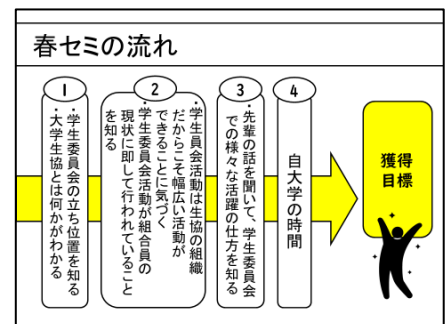 春セミの流れ
1
・学生委員会の立ち位置を知る
・大学生協とは何かがわかる
2
・学生員会活動は生協の組織
だからこそ幅広い活動が
できることに気づく
・学生委員会活動が組合員の
現状に即して行われていること
を知る
3
・先輩の話を聞いて、学生委員会
での様々な活躍の仕方を知る
4
自大学の時間
獲得
目標